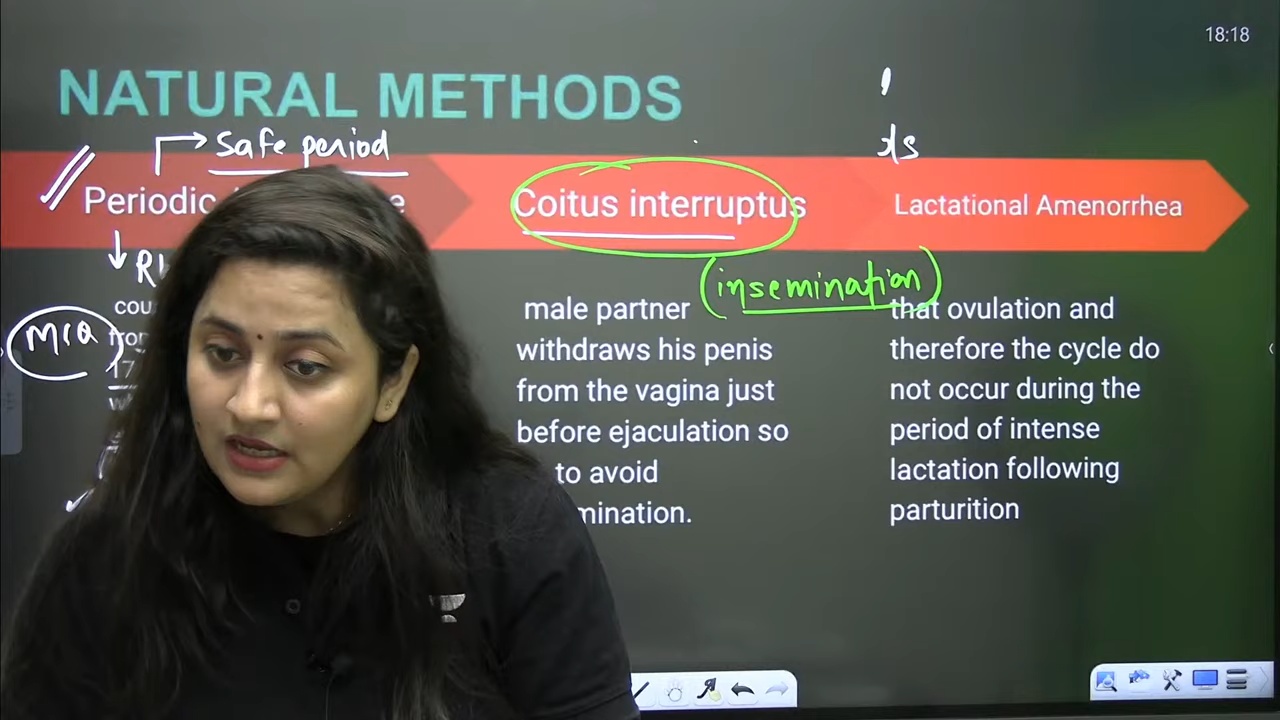 18:18
NATURAL METHODS
Safe period
Periodic
Coitus interruptus
Lactational Amenorrhea
(insemination)
MCQ
male partner
withdraws his penis
from the vagina just
before ejaculation so
to avoid
mination.
that ovulation and
therefore the cycle do
not occur during the
period of intense
lactation following
parturition